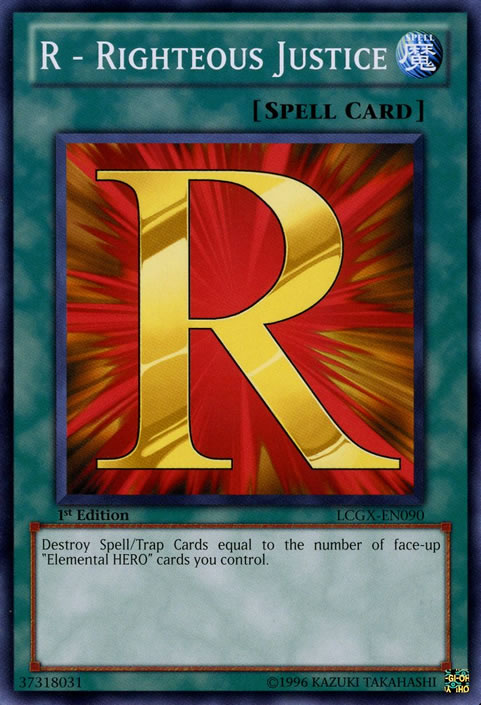 R - Righteous Justice
SPELL
魔
[Spell Card]
R
1st Edition
LCGX-EN090
Destroy Spell/Trap Cards equal to the number of face-up
"Elemental HERO" cards you control.
37318031
©1996 KAZUKI TAKAHASHI